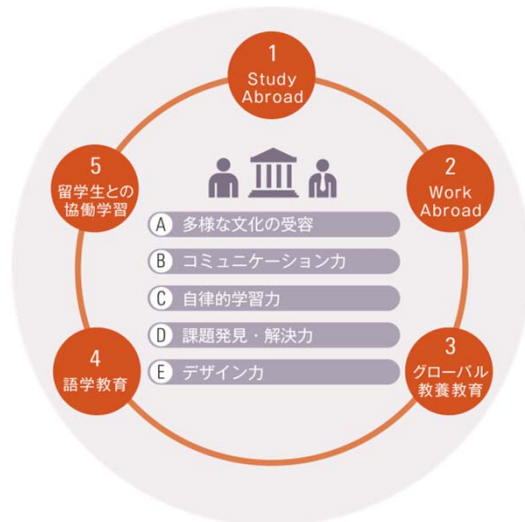 1
Study
Abroad
2
Work
Abroad
3
グローバル
教養教育
4
語学教育
5
留学生との
協働学習
A 多様な文化の受容
B コミュニケーション力
C 自律的学習力
D 課題発見・解決力
E デザイン力